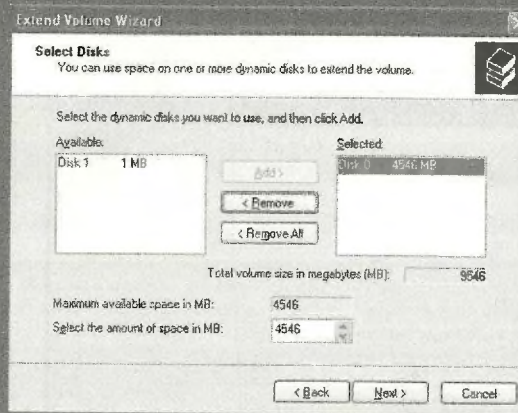 Extend Volume Wizard
Select Disks
You can use space on one or more dynamic disks to extend the volume.
Select the dynamic disks you want to use, and then click Add.
Available:
Selected:
Disk 1 1 MB
Disk 0 4546 MB
Add >
< Remove
< Remove All
Total volume size in megabytes (MB): 9546
Maximum available space in MB: 4546
Select the amount of space in MB: 4546
< Back
Next >
Cancel